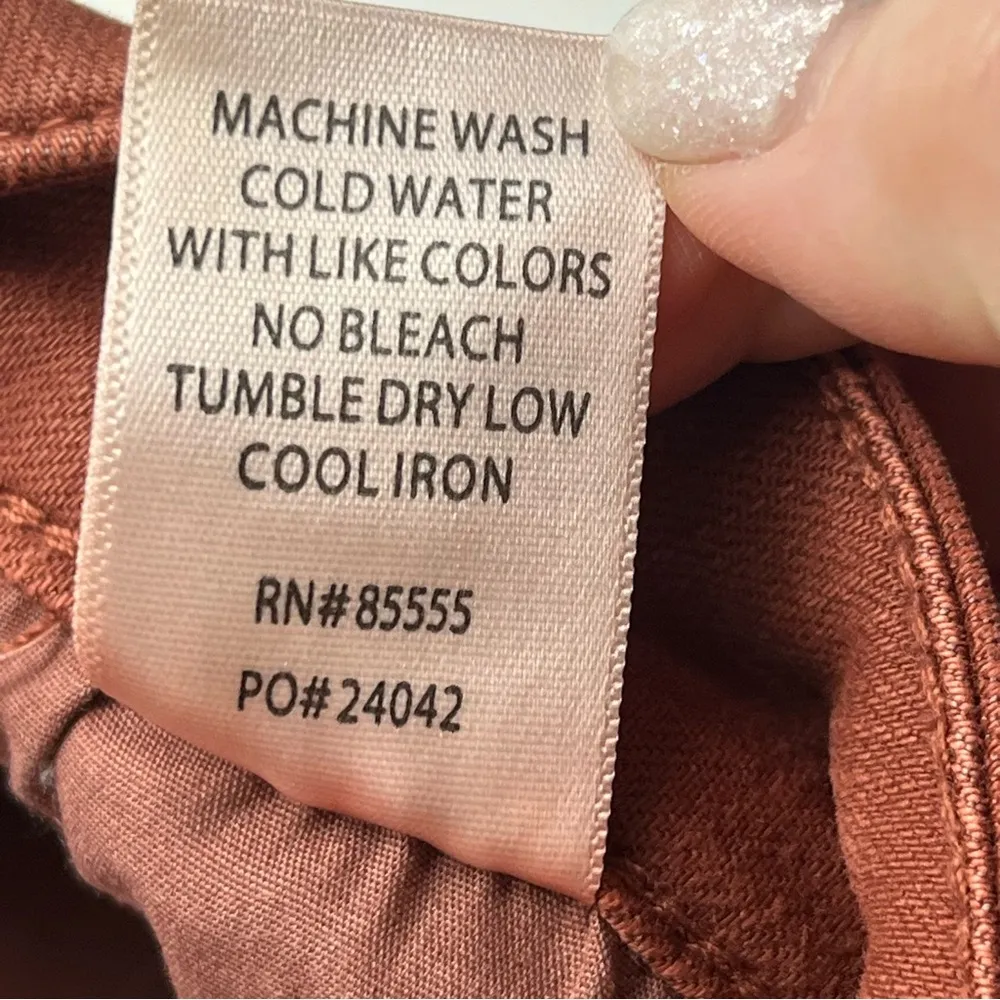 MACHINE WASH
COLD WATER
WITH LIKE COLORS
NO BLEACH
TUMBLE DRY LOW
COOL IRON
RN#85555
PO#24042